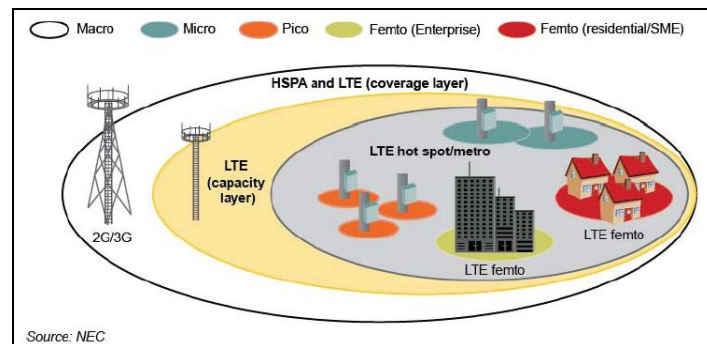 Macro Micro Pico Femto (Enterprise) Femto (residential/SME)
HSPA and LTE (coverage layer)
LTE hot spot/metro
LTE
(capacity
layer)
2G/3G
LTE femto
LTE femto
Source: NEC